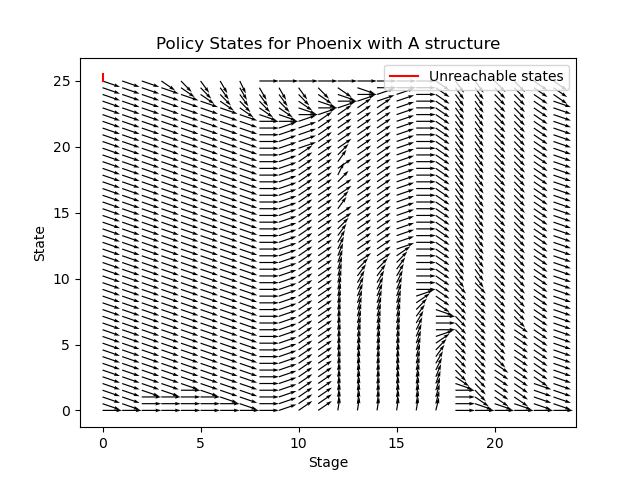 Policy States for Phoenix with A structure
Unreachable states
25
20
15
10
5
0
State
0 5 10 15 20
Stage